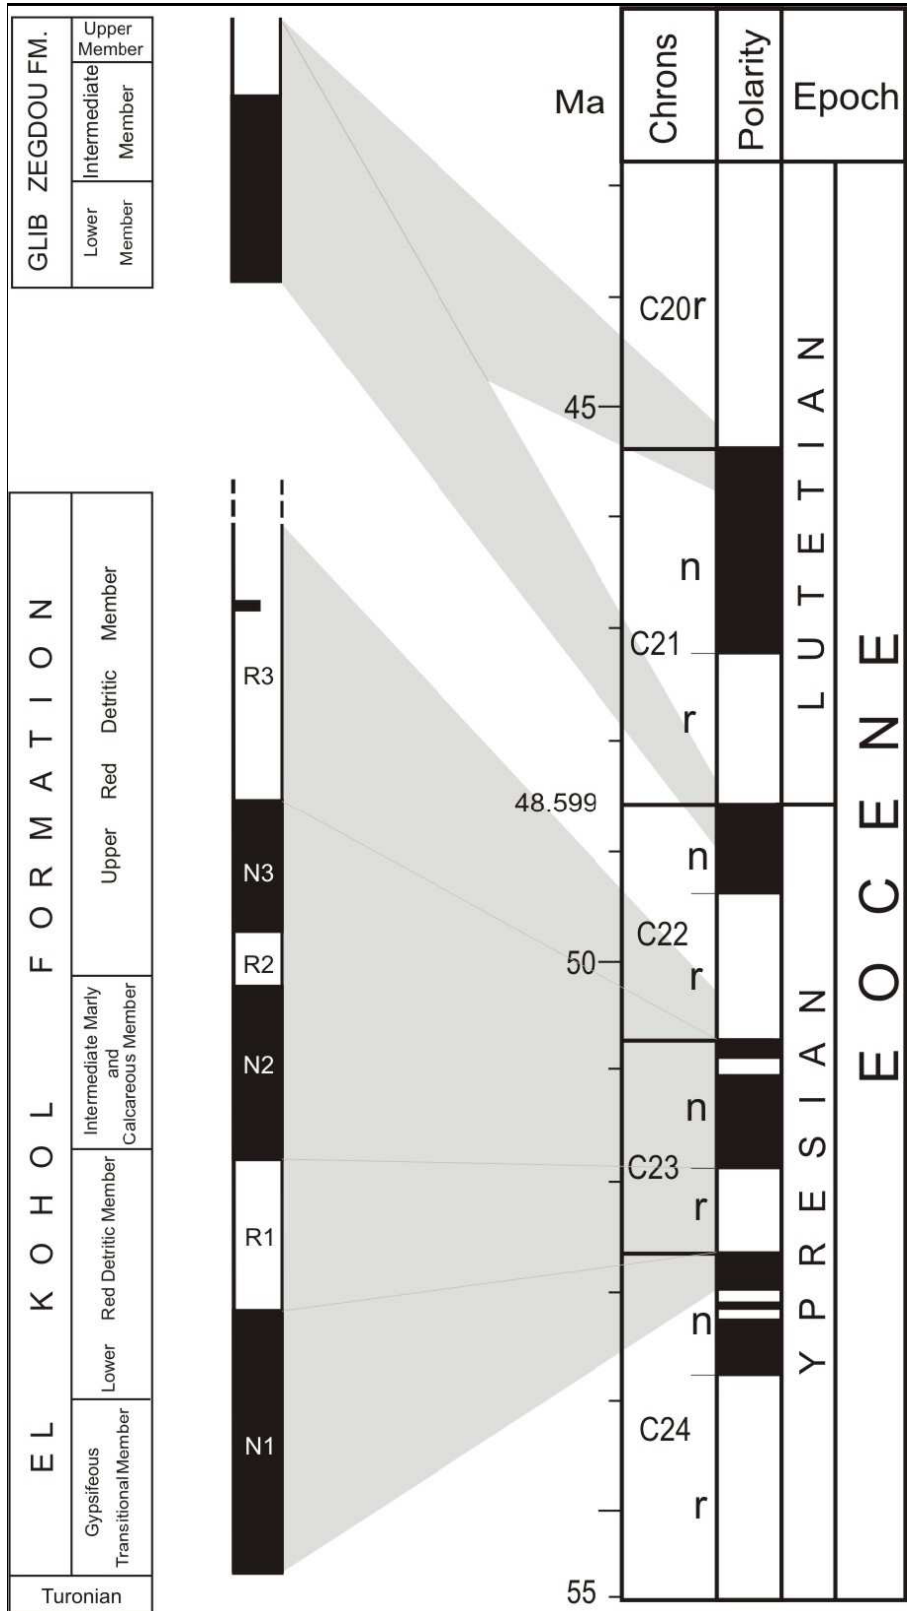 GLIB ZEGDOU FM.
Upper
Member
Intermediate
Member
Lower
Member
EL KOHOL FORMATION
Upper Red Detritic Member
Intermediate Marly
and
Calcareous Member
Lower Red Detritic Member
Gypsifeous
Transitional Member
Turonian
R3
N3
R2
N2
R1
N1
Ma
45
48.599
50
55
Chrons
Polarity
Epoch
C20r
n
C21
r
n
C22
r
n
C23
r
n
C24
r
LUTETIAN
YPRESIAN
EOCENE